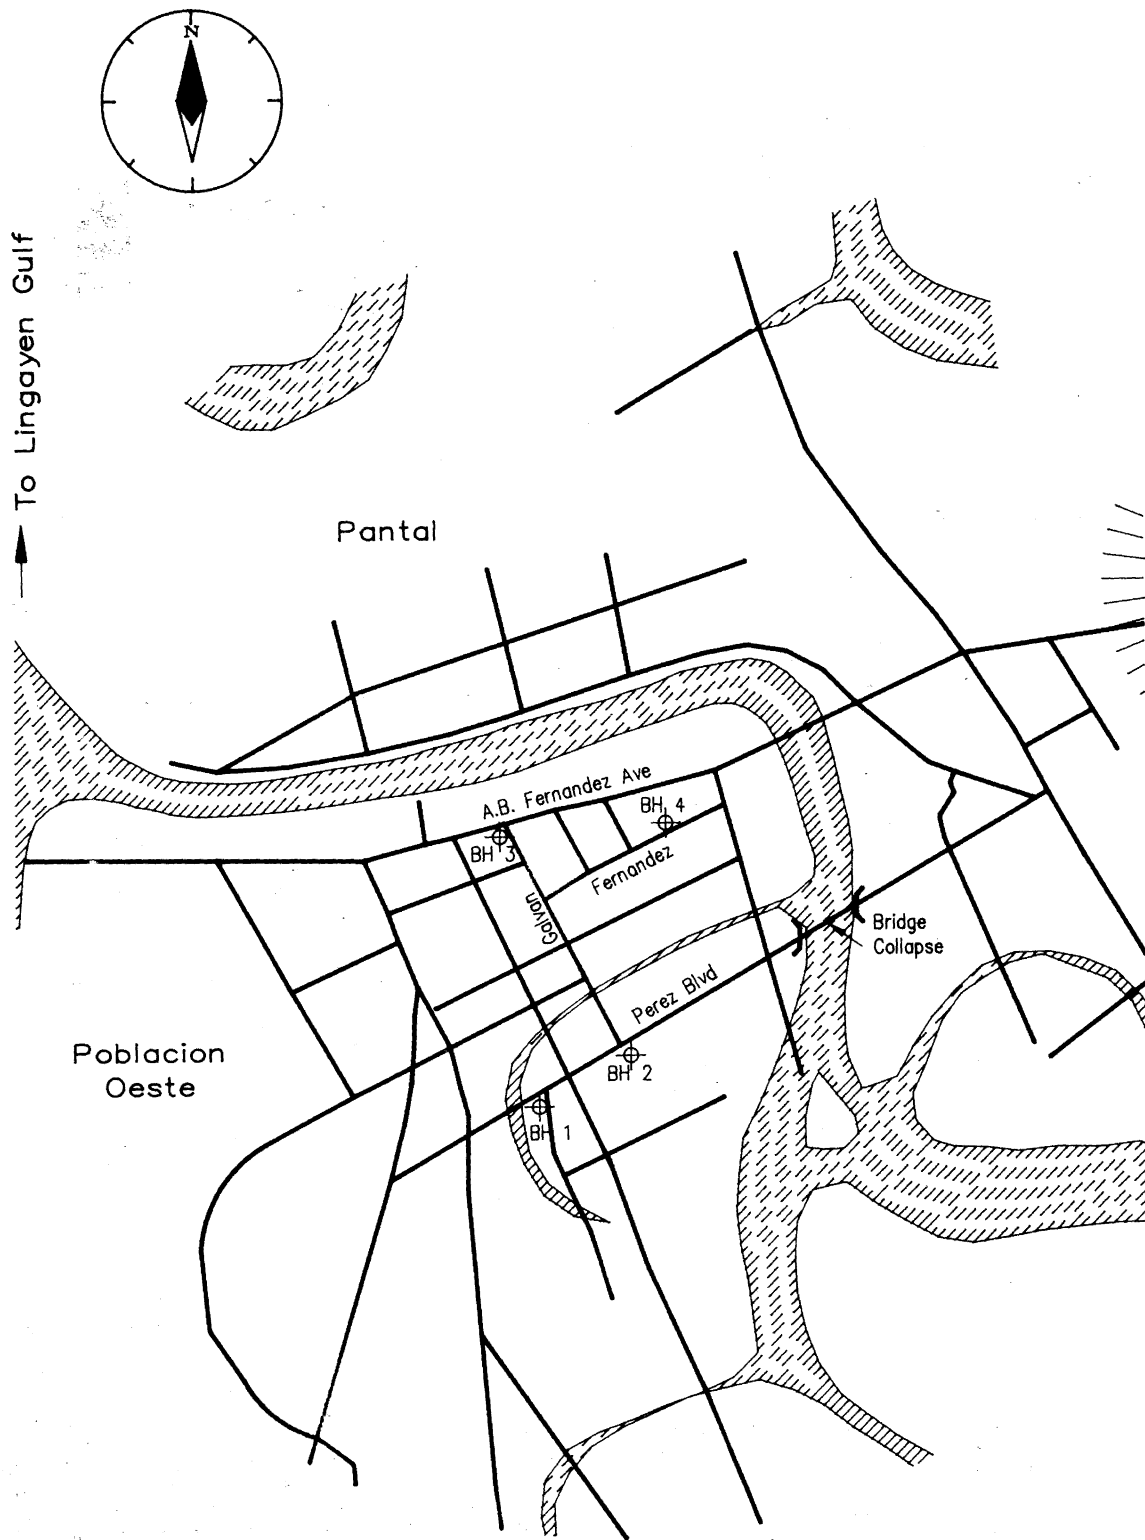 N
To Lingayen Gulf
Pantal
A.B. Fernandez Ave
BH 4
BH 3
Fernandez
Galvan
Bridge
Collapse
Perez Blvd
Poblacion
Oeste
BH 2
BH 1